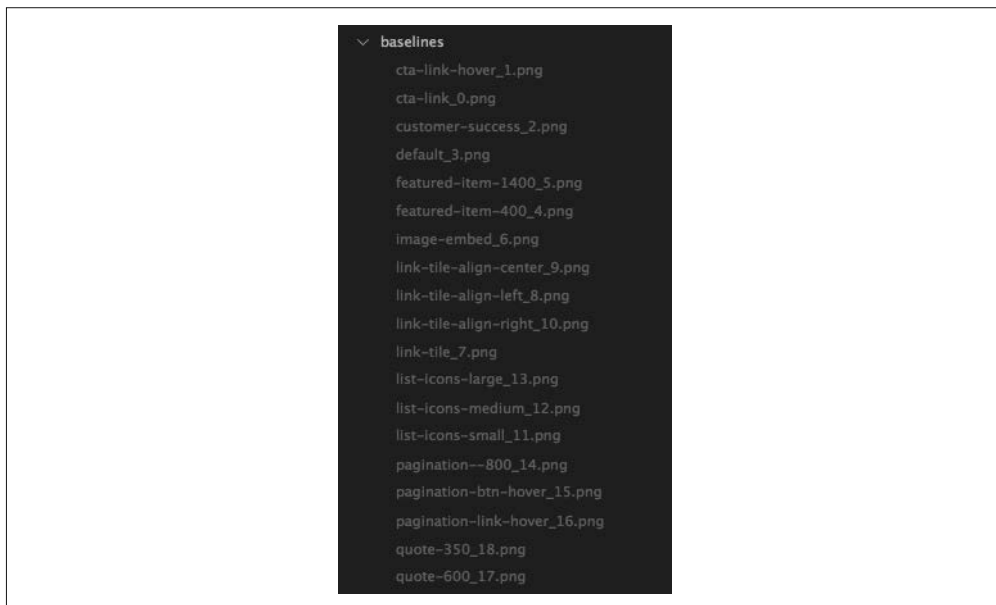 baselines
cta-link-hover_1.png
cta-link_0.png
customer-success_2.png
default_3.png
featured-item-1400_5.png
featured-item-400_4.png
image-embed_6.png
link-tile-align-center_9.png
link-tile-align-left_8.png
link-tile-align-right_10.png
link-tile_7.png
list-icons-large_13.png
list-icons-medium_12.png
list-icons-small_11.png
pagination--800_14.png
pagination-btn-hover_15.png
pagination-link-hover_16.png
quote-350_18.png
quote-600_17.png